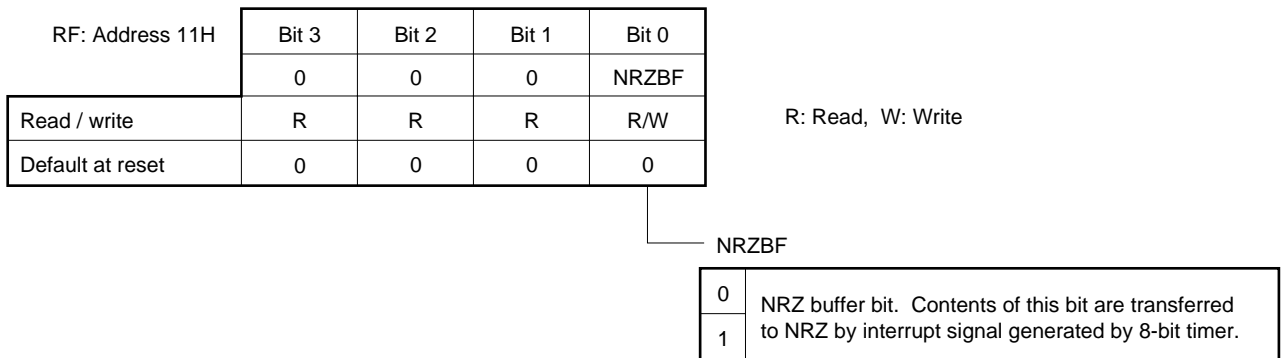 RF: Address 11H Bit 3 Bit 2 Bit 1 Bit 0
0 0 0 NRZBF
Read / write R R R R/W
R: Read, W: Write
Default at reset 0 0 0 0
NRZBF
0
1
NRZ buffer bit. Contents of this bit are transferred
to NRZ by interrupt signal generated by 8-bit timer.